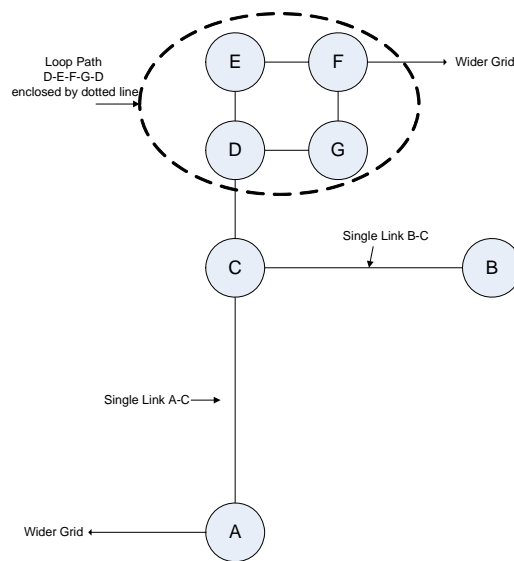 Loop Path
D-E-F-G-D
enclosed by dotted line
E
F
Wider Grid
D
G
Single Link B-C
C
B
Single Link A-C
Wider Grid
A